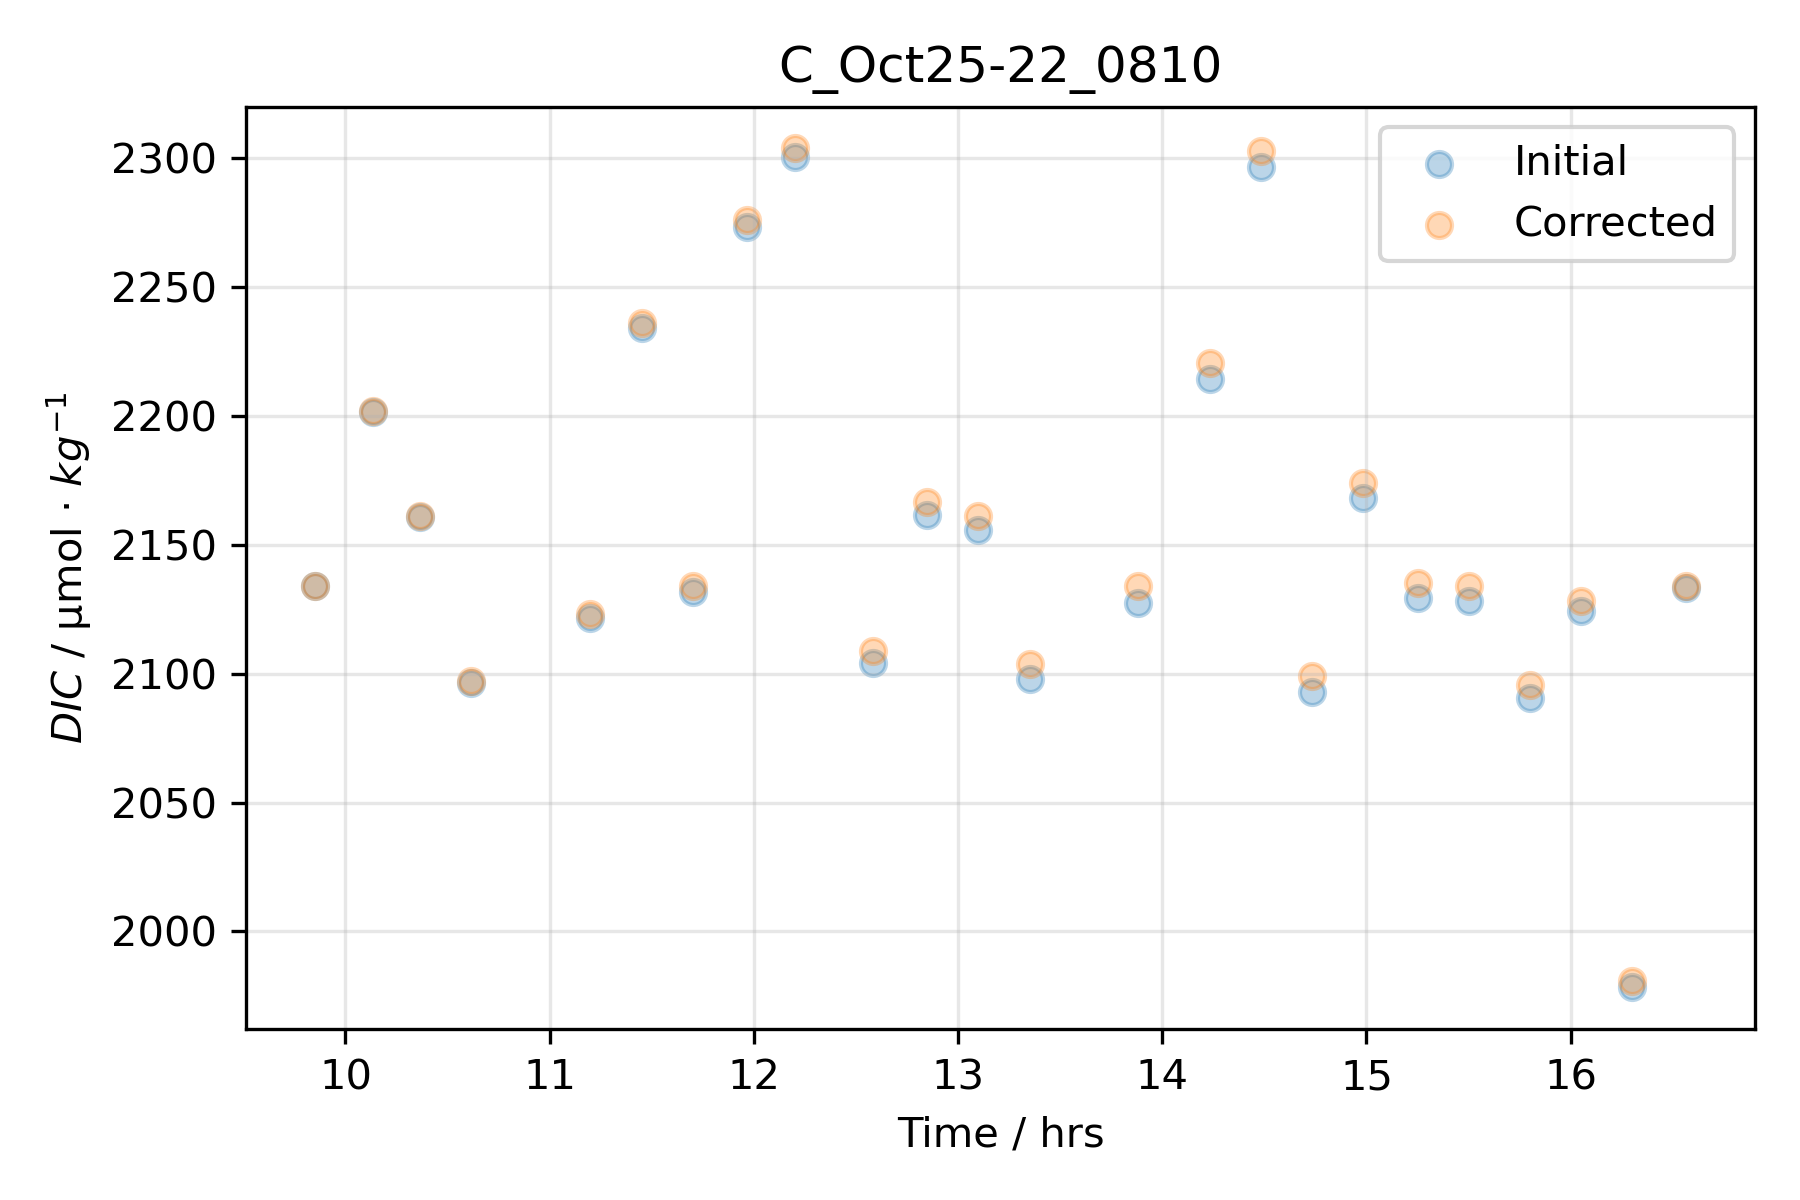 C_Oct25-22_0810
2300
2250
2200
2150
2100
2050
2000
DIC / µmol · kg⁻¹
Initial
Corrected
10 11 12 13 14 15 16
Time / hrs